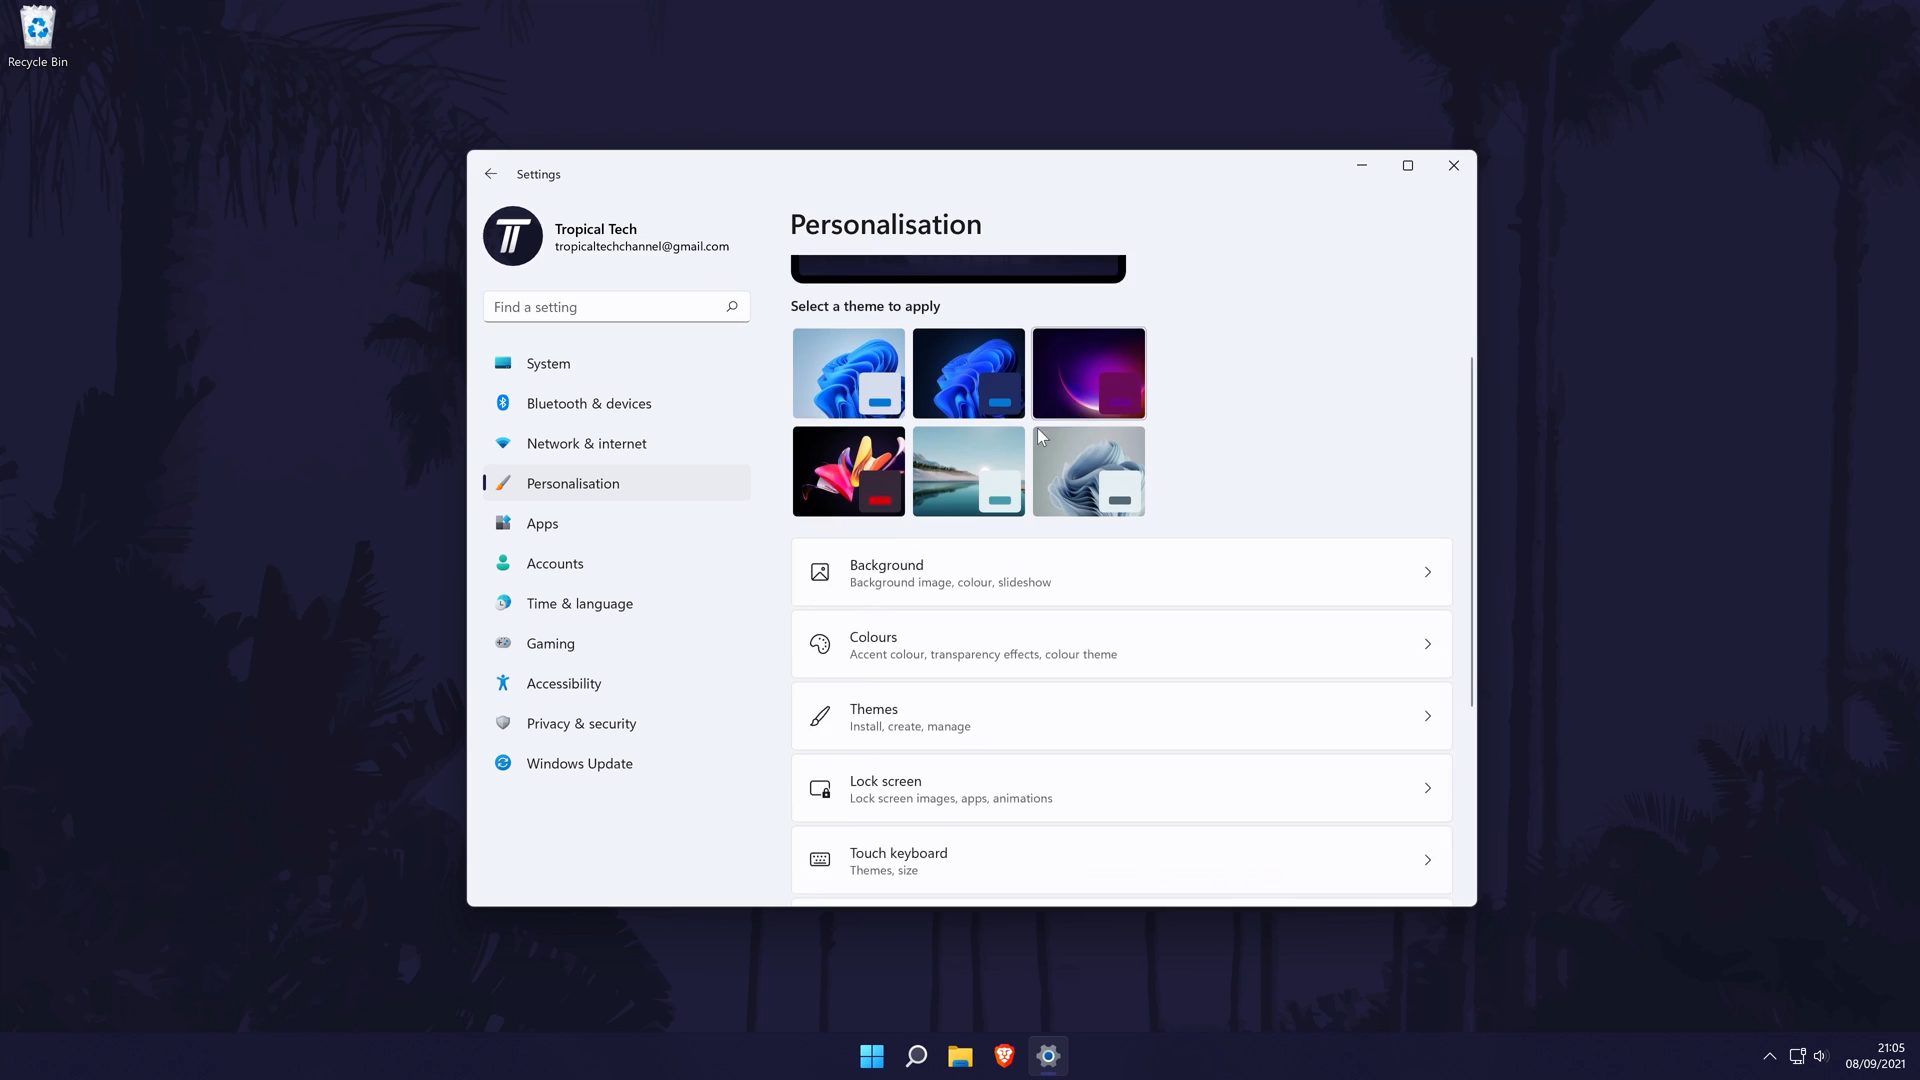 Recycle Bin
Settings
Tropical Tech
tropicaltechchannel@gmail.com
Find a setting
System
Bluetooth & devices
Network & internet
Personalisation
Apps
Accounts
Time & language
Gaming
Accessibility
Privacy & security
Windows Update
Personalisation
Select a theme to apply
Background
Background image, colour, slideshow
Colours
Accent colour, transparency effects, colour theme
Themes
Install, create, manage
Lock screen
Lock screen images, apps, animations
Touch keyboard
Themes, size
21:05
08/09/2021